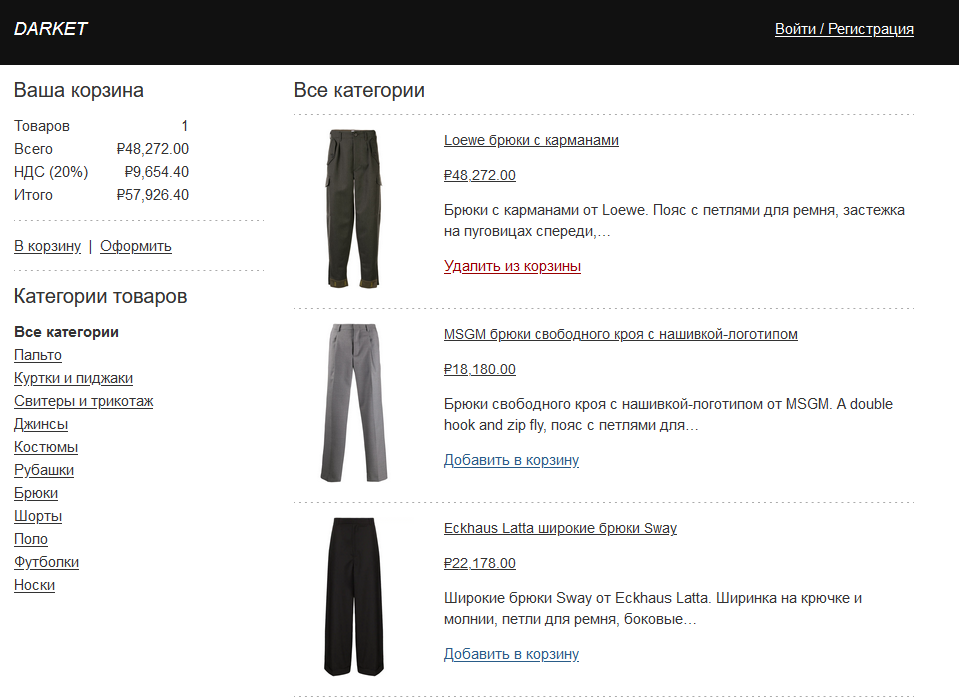 DARKET
Войти / Регистрация
Ваша корзина
Товаров 1
Всего ₽48,272.00
НДС (20%) ₽9,654.40
Итого ₽57,926.40
В корзину | Оформить
Категории товаров
Все категории
Пальто
Куртки и пиджаки
Свитеры и трикотаж
Джинсы
Костюмы
Рубашки
Брюки
Шорты
Поло
Футболки
Носки
Все категории
Loewe брюки с карманами
₽48,272.00
Брюки с карманами от Loewe. Пояс с петлями для ремня, застежка
на пуговицах спереди,…
Удалить из корзины
MSGM брюки свободного кроя с нашивкой-логотипом
₽18,180.00
Брюки свободного кроя с нашивкой-логотипом от MSGM. A double
hook and zip fly, пояс с петлями для…
Добавить в корзину
Eckhaus Latta широкие брюки Sway
₽22,178.00
Широкие брюки Sway от Eckhaus Latta. Ширинка на крючке и
молнии, петли для ремня, боковые…
Добавить в корзину